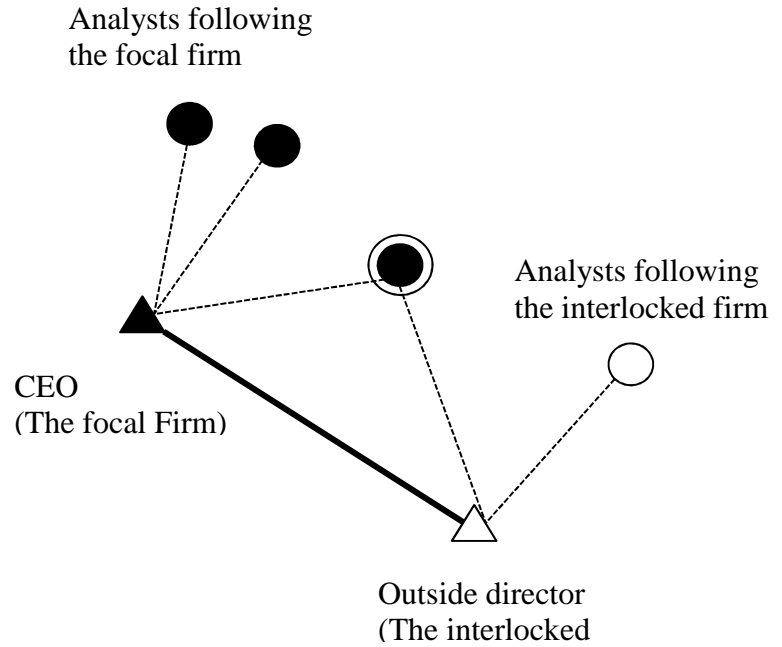 Analysts following
the focal firm
Analysts following
the interlocked firm
CEO
(The focal Firm)
Outside director
(The interlocked